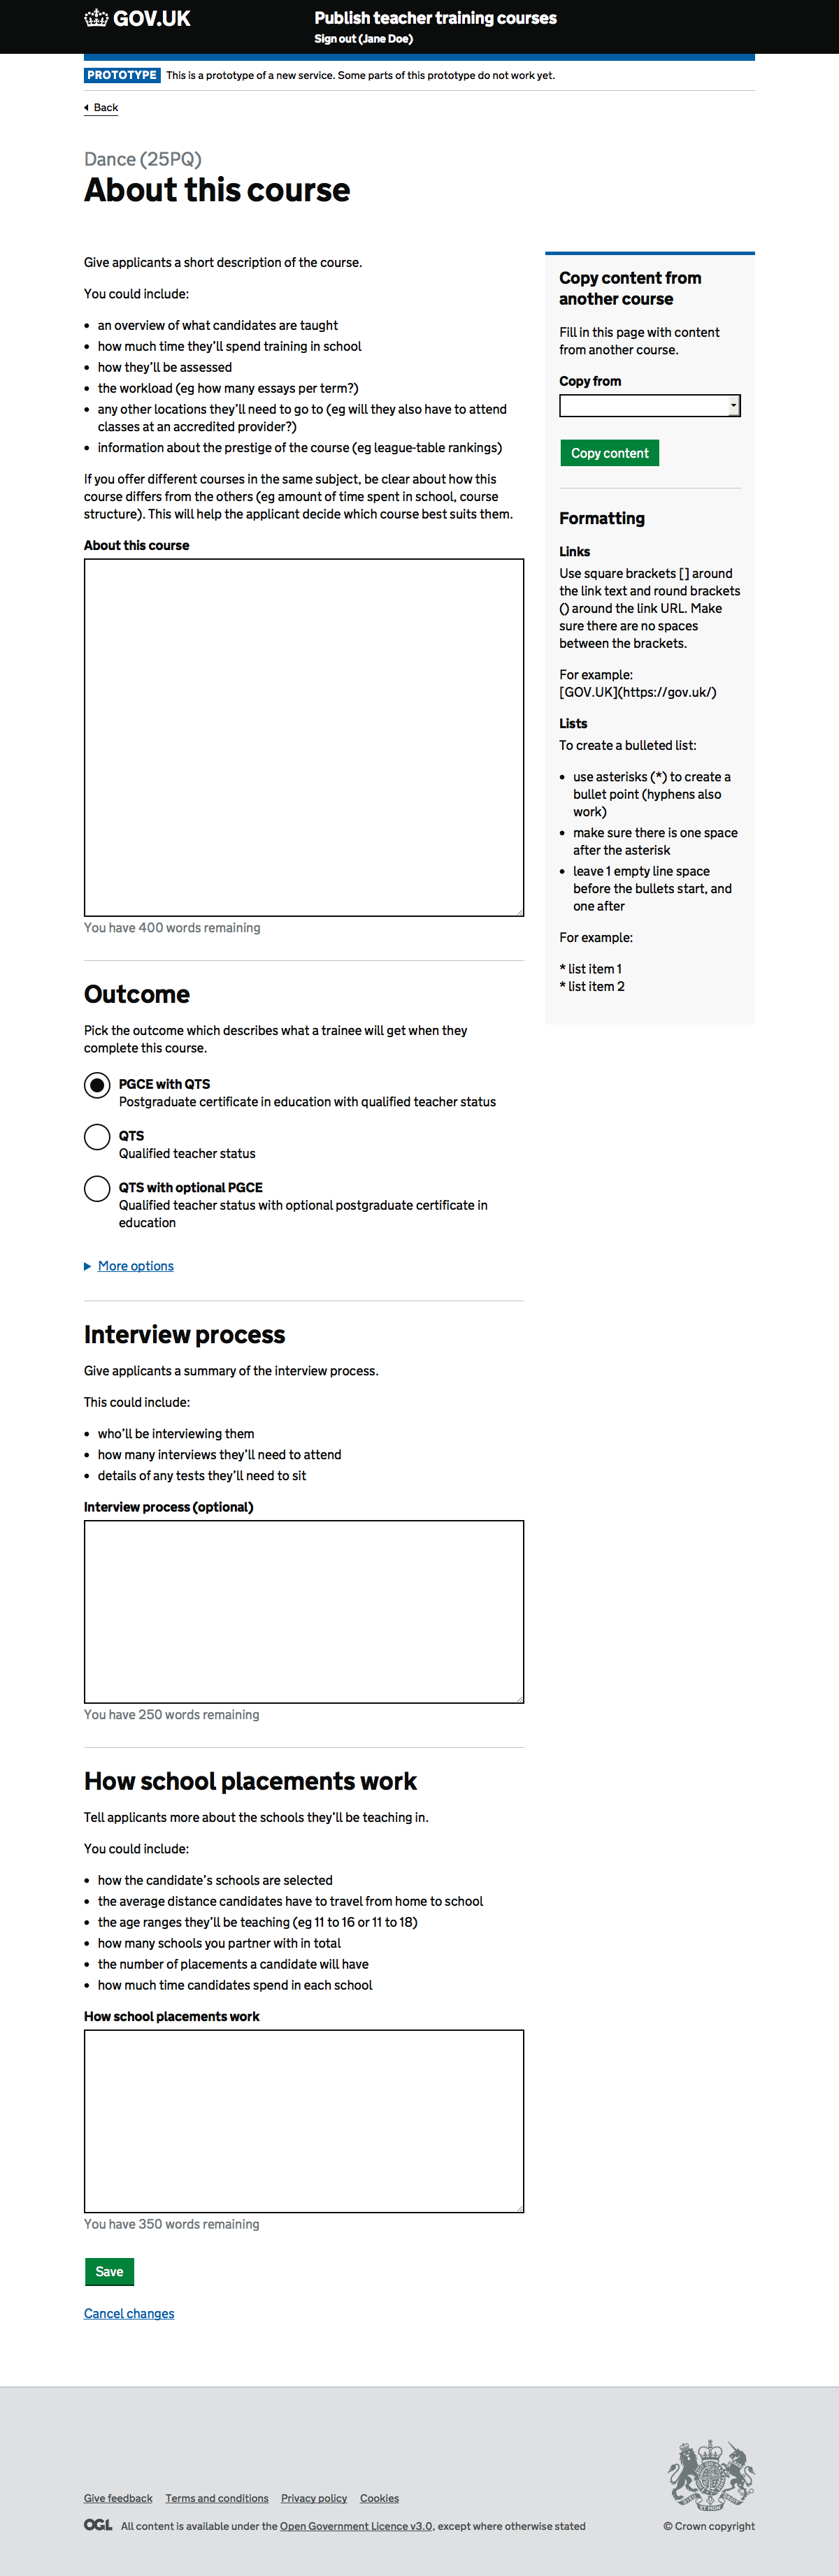 GOV.UK
Publish teacher training courses
Sign out (Jane Doe)
PROTOTYPE This is a prototype of a new service. Some parts of this prototype do not work yet.
Back
Dance (25PQ)
About this course
Give applicants a short description of the course.
You could include:
• an overview of what candidates are taught
• how much time they'll spend training in school
• how they'll be assessed
• the workload (eg how many essays per term?)
• any other locations they'll need to go to (eg will they also have to attend
classes at an accredited provider?)
• information about the prestige of the course (eg league-table rankings)
If you offer different courses in the same subject, be clear about how this
course differs from the others (eg amount of time spent in school, course
structure). This will help the applicant decide which course best suits them.
About this course
You have 400 words remaining
Outcome
Pick the outcome which describes what a trainee will get when they
complete this course.
PGCE with QTS
Postgraduate certificate in education with qualified teacher status
QTS
Qualified teacher status
QTS with optional PGCE
Qualified teacher status with optional postgraduate certificate in
education
More options
Interview process
Give applicants a summary of the interview process.
This could include:
• who'll be interviewing them
• how many interviews they'll need to attend
• details of any tests they'll need to sit
Interview process (optional)
You have 250 words remaining
How school placements work
Tell applicants more about the schools they'll be teaching in.
You could include:
• how the candidate's schools are selected
• the average distance candidates have to travel from home to school
• the age ranges they'll be teaching (eg 11 to 16 or 11 to 18)
• how many schools you partner with in total
• the number of placements a candidate will have
• how much time candidates spend in each school
How school placements work
You have 350 words remaining
Save
Cancel changes
Copy content from
another course
Fill in this page with content
from another course.
Copy from
Copy content
Formatting
Links
Use square brackets [] around
the link text and round brackets
() around the link URL. Make
sure there are no spaces
between the brackets.
For example:
[GOV.UK](https://gov.uk/)
Lists
To create a bulleted list:
• use asterisks (*) to create a
bullet point (hyphens also
work)
• make sure there is one space
after the asterisk
• leave 1 empty line space
before the bullets start, and
one after
For example:
* list item 1
* list item 2
Give feedback Terms and conditions Privacy policy Cookies
OGL All content is available under the Open Government Licence v3.0, except where otherwise stated
© Crown copyright